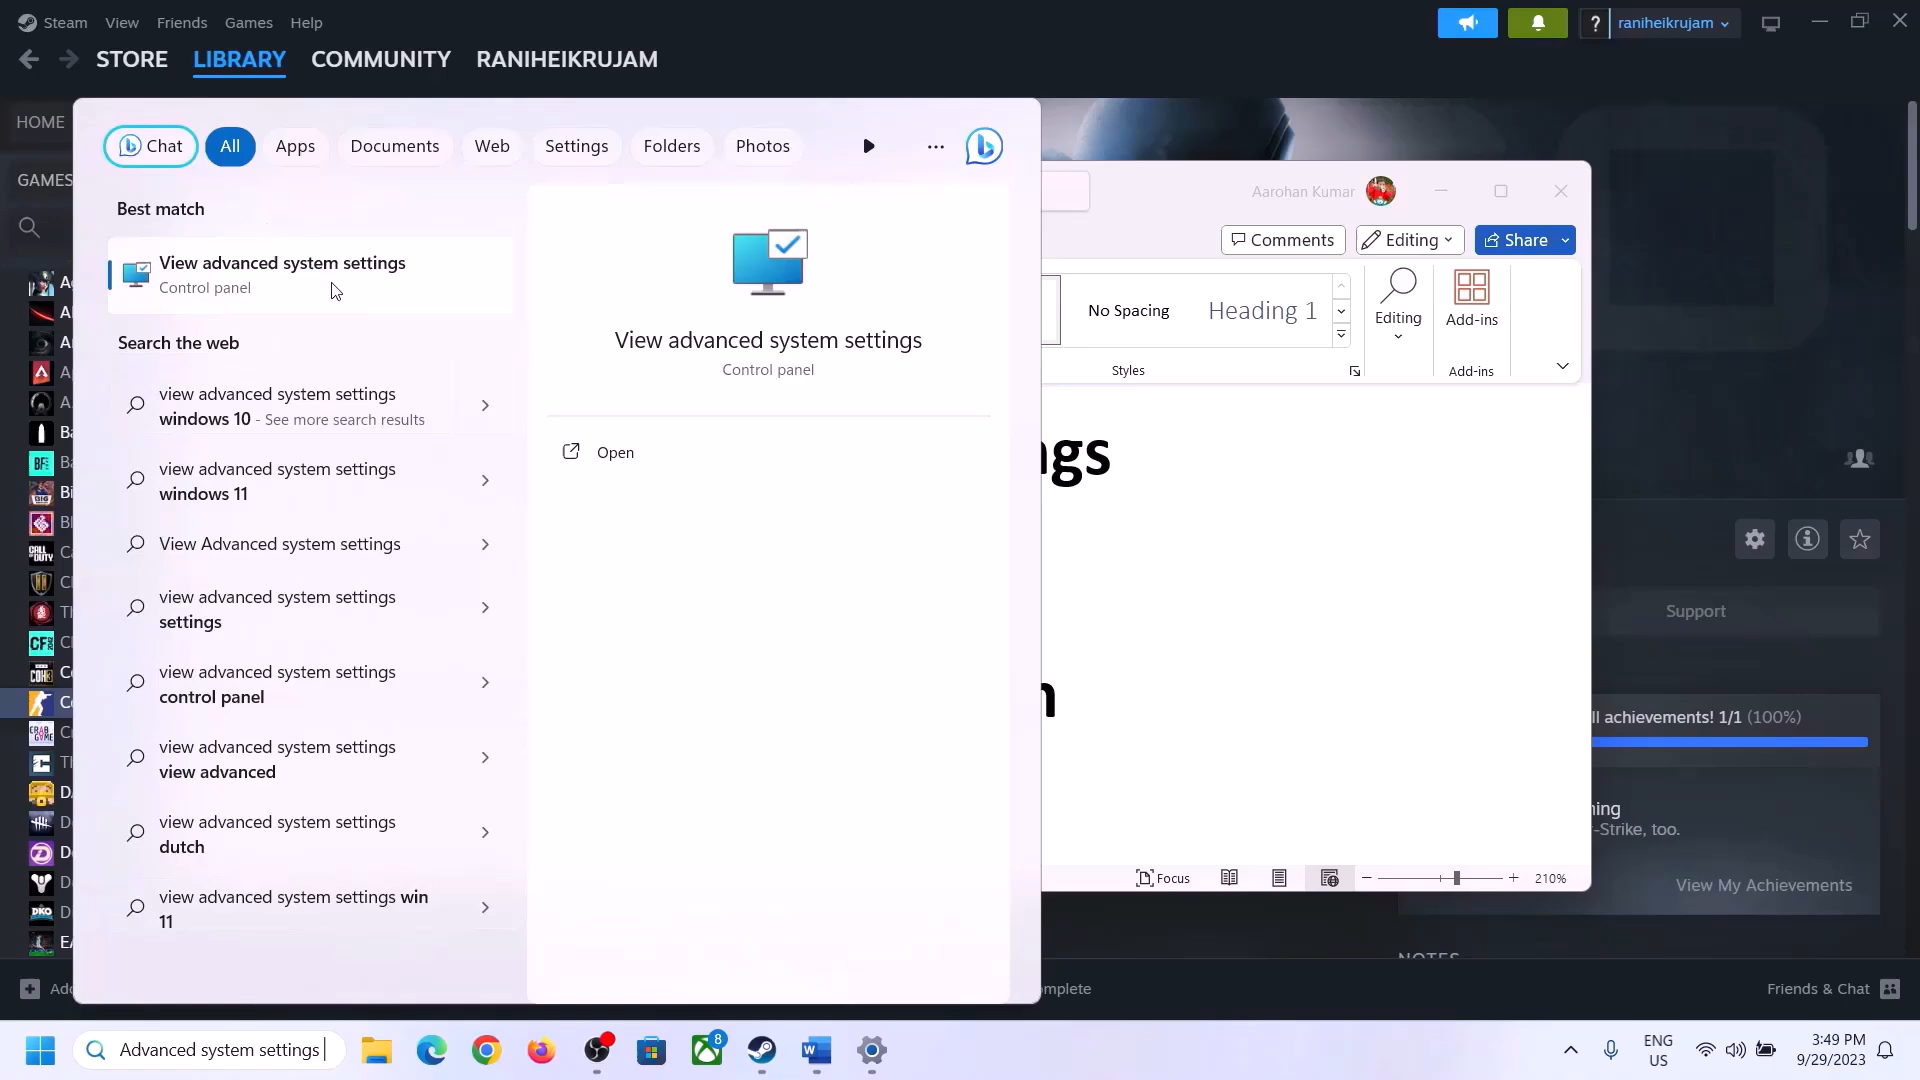 Steam View Friends Games Help
raniheikrujam
STORE LIBRARY COMMUNITY RANIHEIKRUJAM
HOME
GAMES
Chat All Apps Documents Web Settings Folders Photos
Best match
View advanced system settings
Control panel
Search the web
view advanced system settings
windows 10 - See more search results
view advanced system settings
windows 11
View Advanced system settings
view advanced system settings
settings
view advanced system settings
control panel
view advanced system settings
view advanced
view advanced system settings
dutch
view advanced system settings win
11
View advanced system settings
Control panel
Open
Aarohan Kumar
Comments Editing Share
No Spacing Heading 1
Editing
Add-ins
Styles
Add-ins
ngs
n
Focus
210%
Support
ll achievements! 1/1 (100%)
ning
-Strike, too.
View My Achievements
NOTES
mplete
Friends & Chat
Advanced system settings
8
ENG
US
3:49 PM
9/29/2023